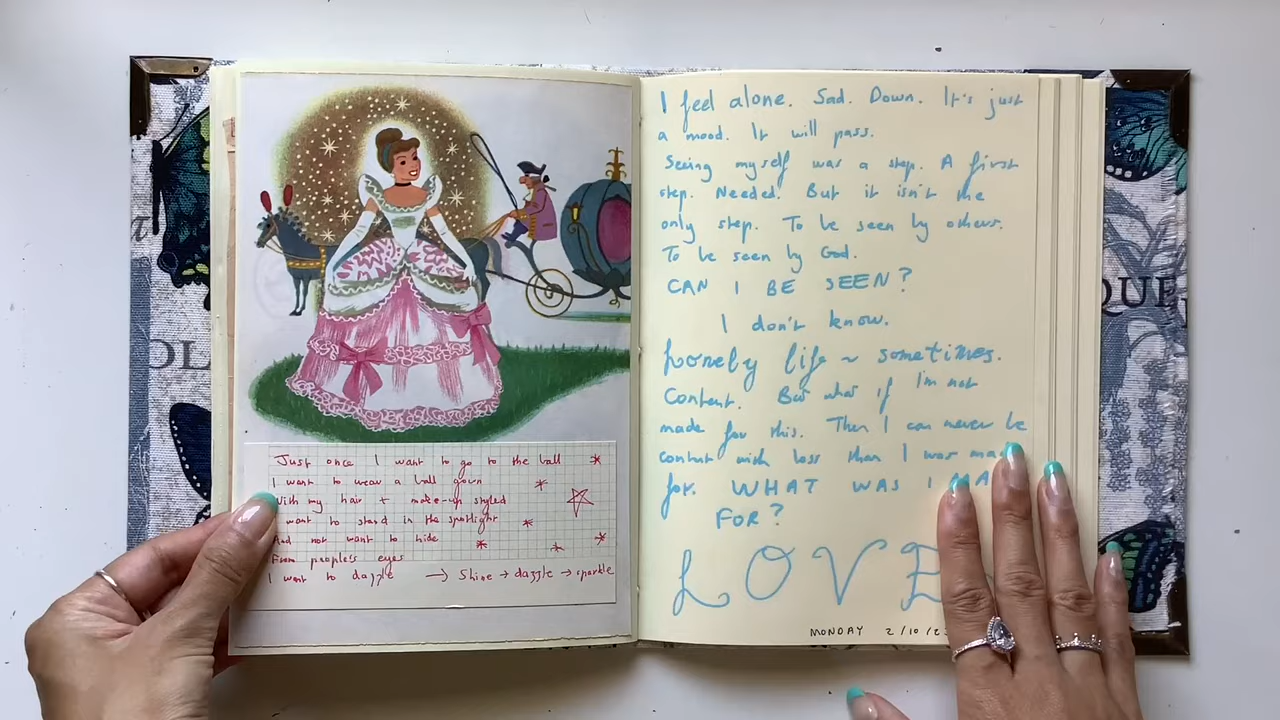 Just once I want to go to the ball
I want to wear a ball gown
With my hair + make-up styled
I want to stand in the spotlight
And not want to hide
From people's eyes
I want to dazzle → Shine → dazzle → sparkle
I feel alone. Sad. Down. It's just
a mood. It will pass.
Seeing myself was a step. A first
step. Needed. But it isn't the
only step. To be seen by others.
To be seen by God.
CAN I BE SEEN?
I don't know.
Lonely life ~ sometimes.
Content. But what if I'm not
made for this. Then I can never be
content with less than I was
for. WHAT WAS I
FOR?
LOVE
MONDAY 2/10/2
QUE
OL